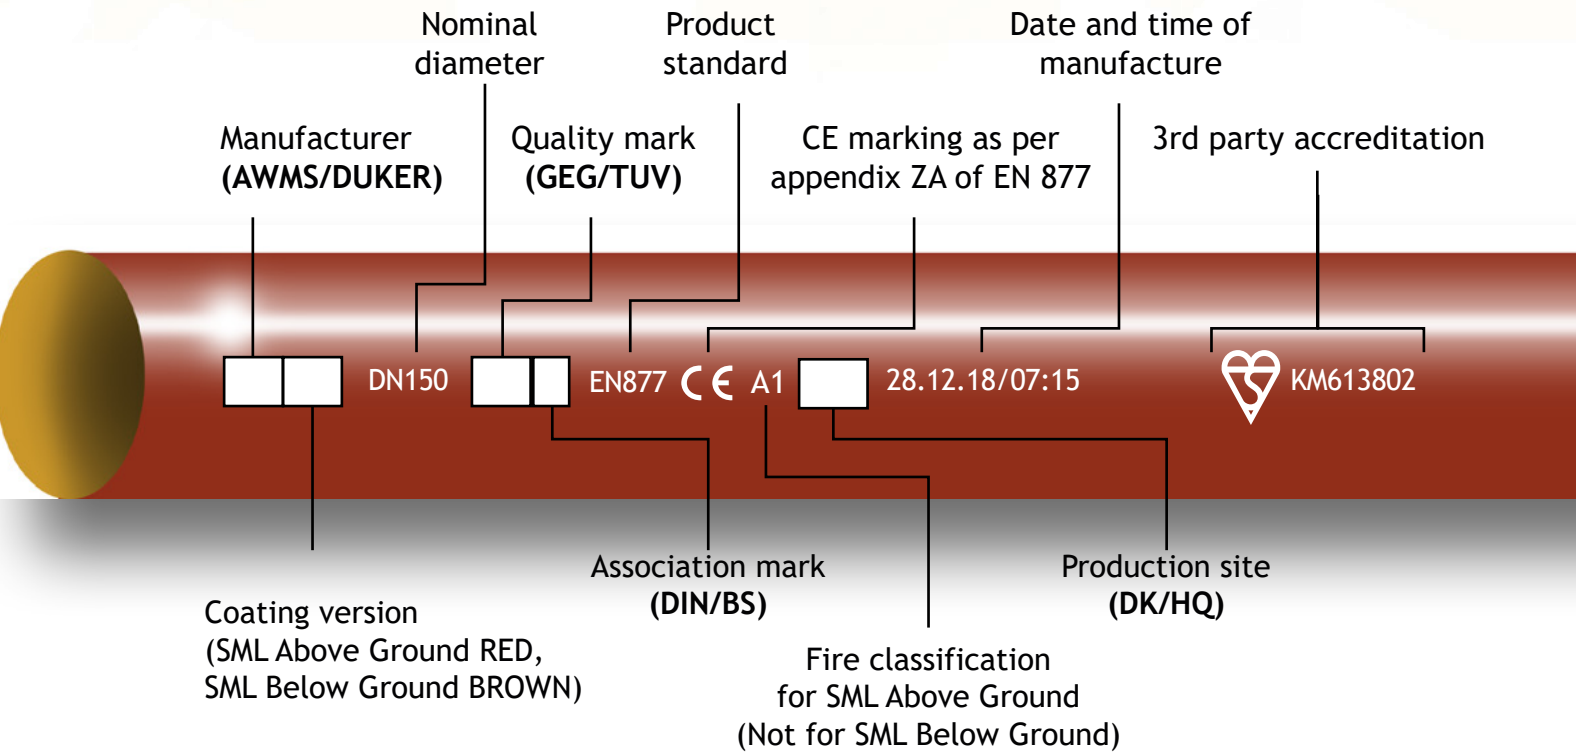 Nominal
diameter
Product
standard
Date and time of
manufacture
Manufacturer
(AWMS/DUKER)
Quality mark
(GEG/TUV)
CE marking as per
appendix ZA of EN 877
3rd party accreditation
DN150
EN877 CE A1
28.12.18/07:15
KM613802
Coating version
(SML Above Ground RED,
SML Below Ground BROWN)
Association mark
(DIN/BS)
Fire classification
for SML Above Ground
(Not for SML Below Ground)
Production site
(DK/HQ)